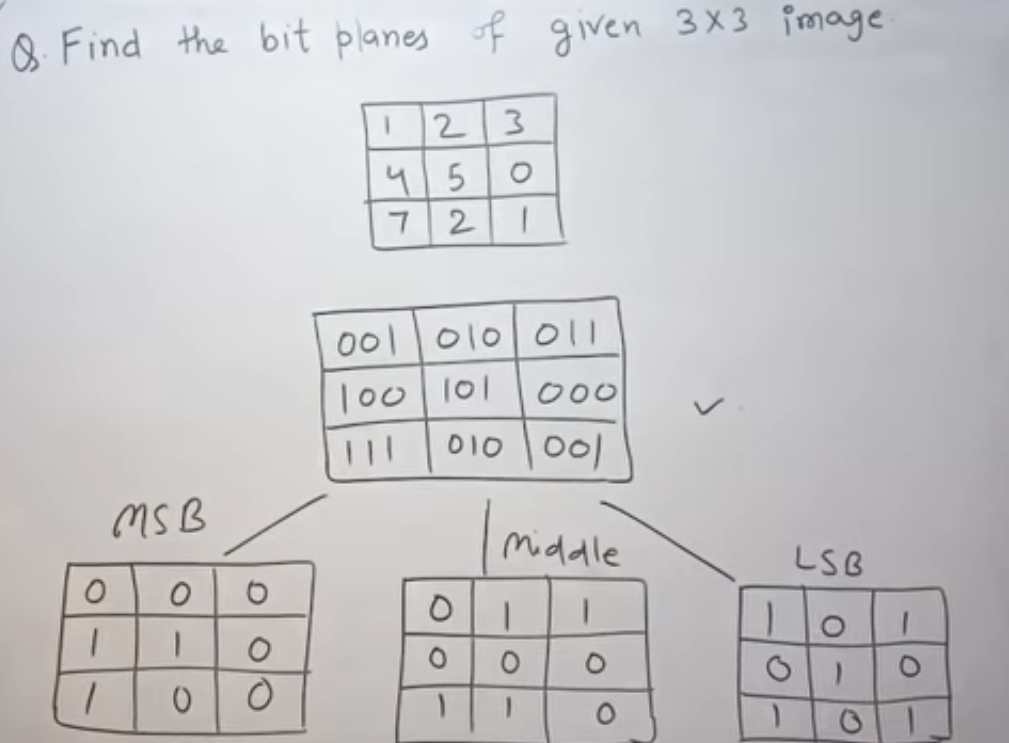 Q. Find the bit planes of given 3x3 image
1 2 3
4 5 0
7 2 1
001 010 011
100 101 000
111 010 001
MSB
0 0 0
1 1 0
1 0 0
Middle
0 1 1
0 0 0
1 1 0
LSB
1 0 1
0 1 0
1 0 1